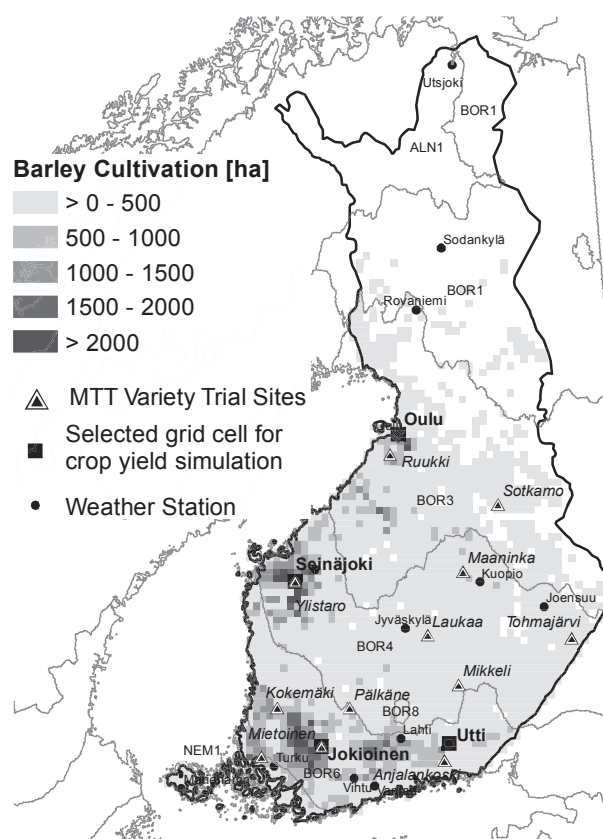 Utsjoki
BOR1
ALN1
Barley Cultivation [ha]
> 0 - 500
500 - 1000
1000 - 1500
1500 - 2000
> 2000
Sodankylä
BOR1
Rovaniemi
MTT Variety Trial Sites
Selected grid cell for
crop yield simulation
Weather Station
Oulu
Ruukki
BOR3
Sotkamo
Seinäjoki
Maaninka
Kuopio
Ylistaro
Joensuu
Jyväskylä
Laukaa
Tohmajärvi
BOR4
Mikkeli
Kokemäki
Pälkäne
BOR8
Lahti
Utti
Mietoinen
NEM1
Turku
Jokioinen
BOR6
Anjalankoski
Vihtu